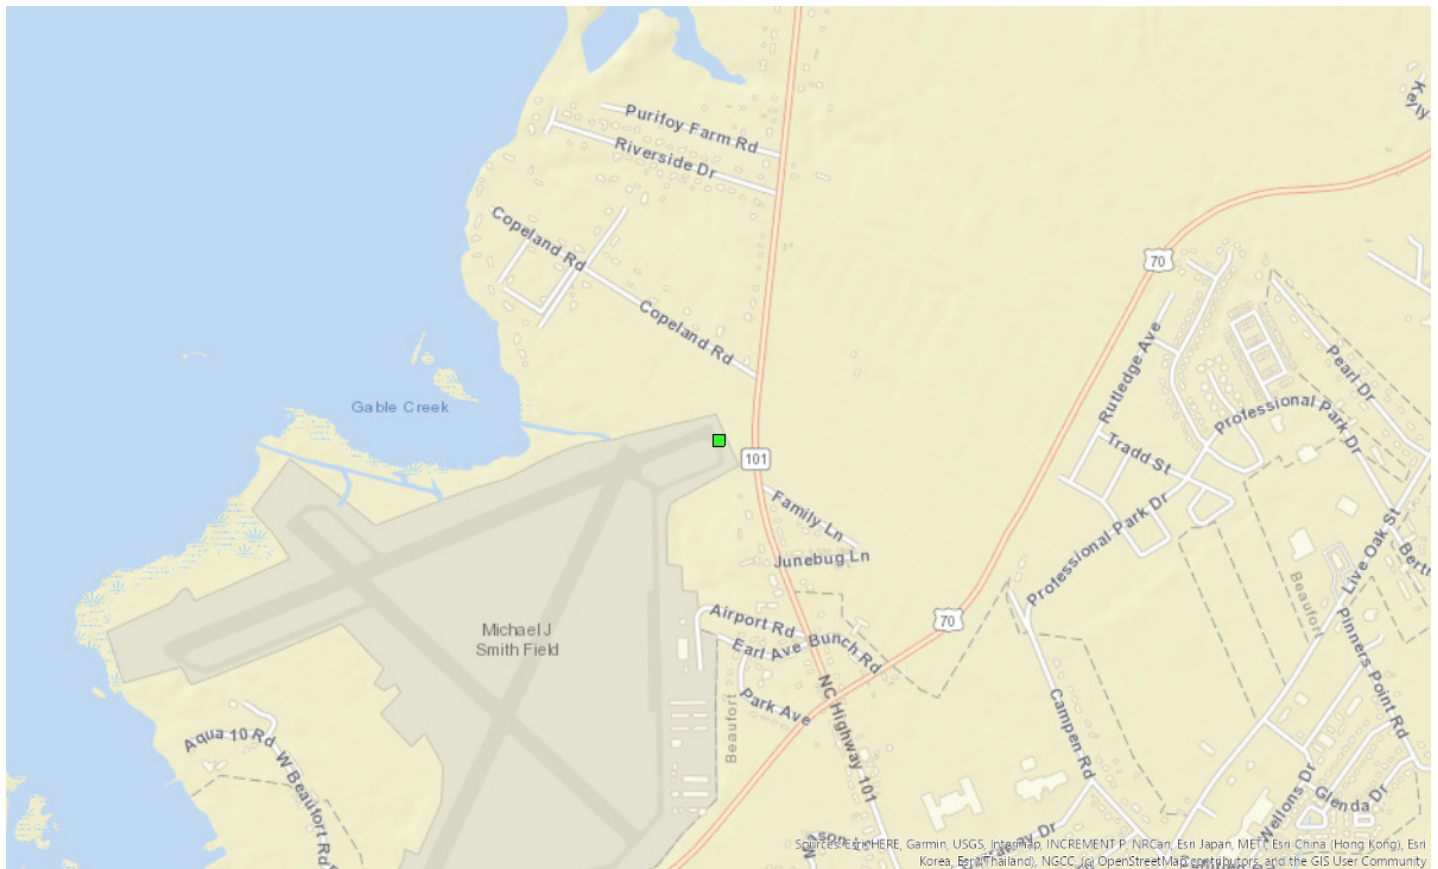 Purifoy Farm Rd
Riverside Dr
Copeland Rd
Copeland Rd
Gable Creek
101
70
Rutledge Ave
Pearl Dr
Professional Park Dr
Tradd St
Professional Park Dr
Family Ln
Junebug Ln
Live Oak St
Beaufort
Michael J
Smith Field
Airport Rd
Earl Ave
Bunch Rd
70
Pinners Point Rd
Park Ave
NC Highway 101
Campen Rd
Beaufort
Aqua 10 Rd
W Beaufort Rd
Wellons Dr
Glenda Dr
Sources: Esri, HERE, Garmin, USGS, Intermap, INCREMENT P, NRCan, Esri Japan, METI, Esri China (Hong Kong), Esri
Korea, Esri (Thailand), NGCC, (c) OpenStreetMap contributors, and the GIS User Community